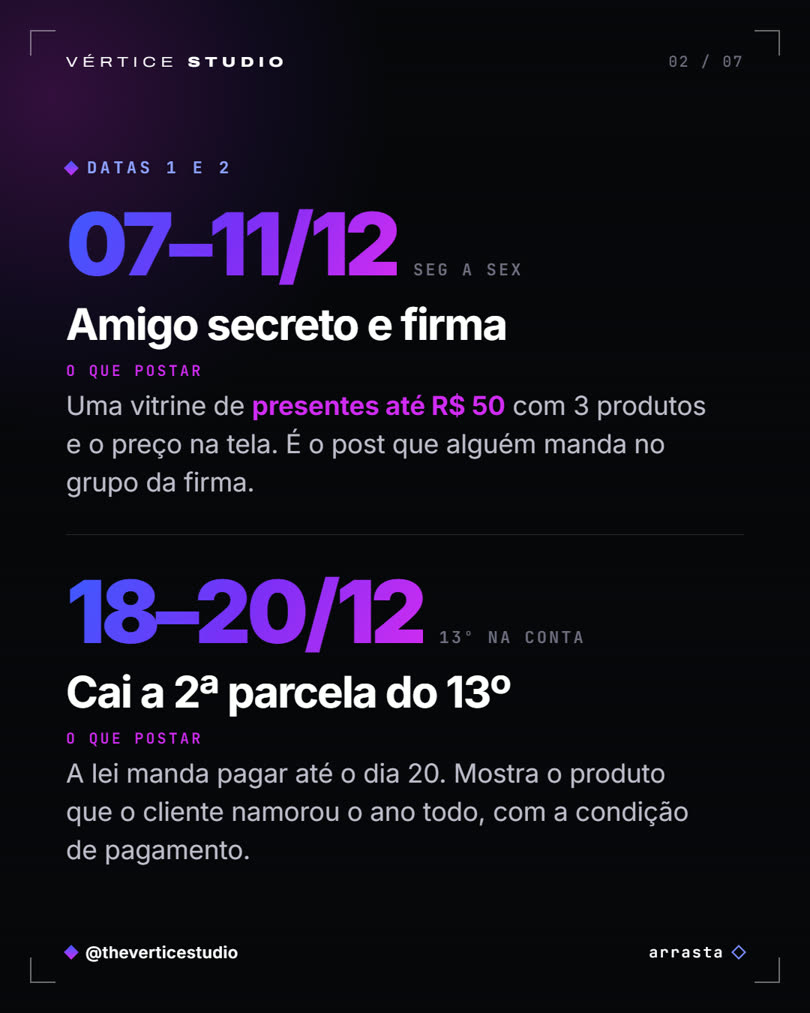 VÉRTICE STUDIO
02 / 07
DATAS 1 E 2
07–11/12 SEG A SEX
Amigo secreto e firma
O QUE POSTAR
Uma vitrine de presentes até R$ 50 com 3 produtos
e o preço na tela. É o post que alguém manda no
grupo da firma.
18–20/12 13º NA CONTA
Cai a 2ª parcela do 13º
O QUE POSTAR
A lei manda pagar até o dia 20. Mostra o produto
que o cliente namorou o ano todo, com a condição
de pagamento.
@theverticestudio
arrasta